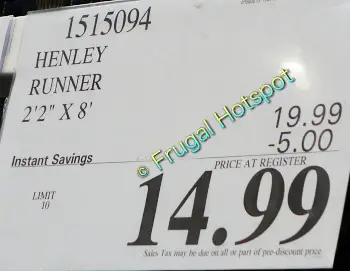 1515094
HENLEY
RUNNER
2'2" X 8'
19.99
Instant Savings -5.00
PRICE AT REGISTER
LIMIT
10
14.99
Sales Tax may be due on all or part of pre-discount price
© Frugal Hotspot